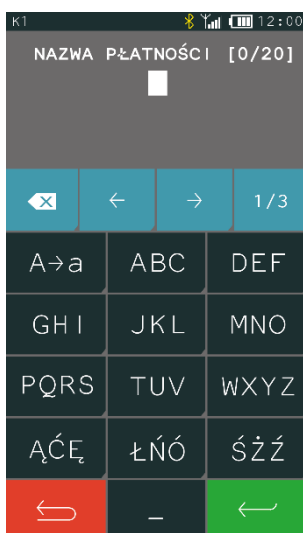 K1 12:00
NAZWA PŁATNOŚCI [0/20]
← → 1/3
A→a ABC DEF
GHI JKL MNO
PQRS TUV WXYZ
ĄĆĘ ŁŃÓ ŚŻŹ
_